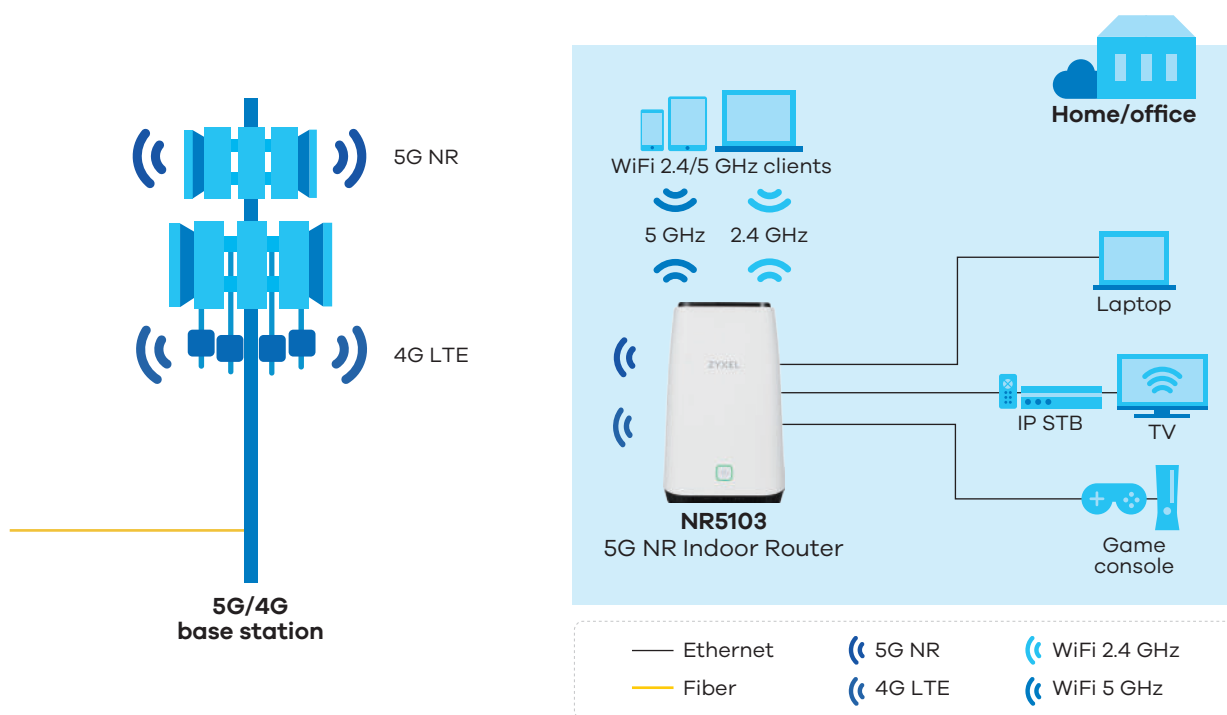 5G NR
4G LTE
5G/4G
base station
Home/office
WiFi 2.4/5 GHz clients
5 GHz
2.4 GHz
ZYXEL
NR5103
5G NR Indoor Router
Laptop
IP STB
TV
Game
console
Ethernet
5G NR
WiFi 2.4 GHz
Fiber
4G LTE
WiFi 5 GHz